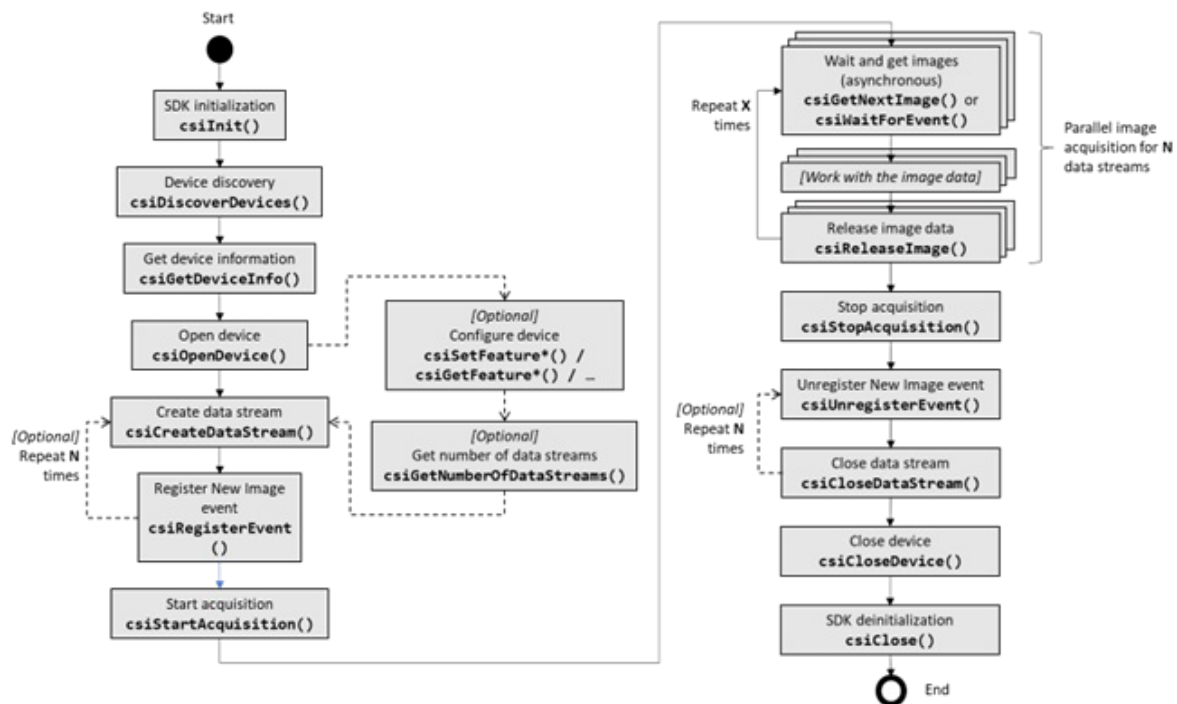 Start
SDK initialization
csiInit()
Device discovery
csiDiscoverDevices()
Get device information
csiGetDeviceInfo()
Open device
csiOpenDevice()
[Optional]
Configure device
csiSetFeature*() /
csiGetFeature*() / …
[Optional]
Get number of data streams
csiGetNumberOfDataStreams()
Create data stream
csiCreateDataStream()
[Optional]
Repeat N
times
Register New Image
event
csiRegisterEvent
()
Start acquisition
csiStartAcquisition()
Wait and get images
(asynchronous)
csiGetNextImage() or
csiWaitForEvent()
Repeat X
times
[Work with the image data]
Release image data
csiReleaseImage()
Parallel image
acquisition for N
data streams
Stop acquisition
csiStopAcquisition()
Unregister New Image event
csiUnregisterEvent()
[Optional]
Repeat N
times
Close data stream
csiCloseDataStream()
Close device
csiCloseDevice()
SDK deinitialization
csiClose()
End